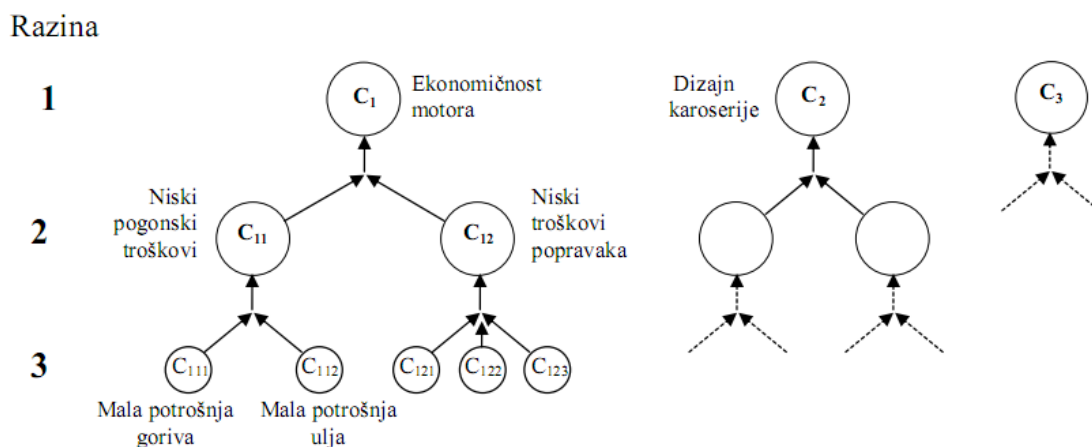 Razina
1
C1
Ekonomičnost
motora
Dizajn
karoserije
C2
C3
2
Niski
pogonski
troškovi
C11
C12
Niski
troškovi
popravaka
3
C111
C112
C121
C122
C123
Mala potrošnja
goriva
Mala potrošnja
ulja